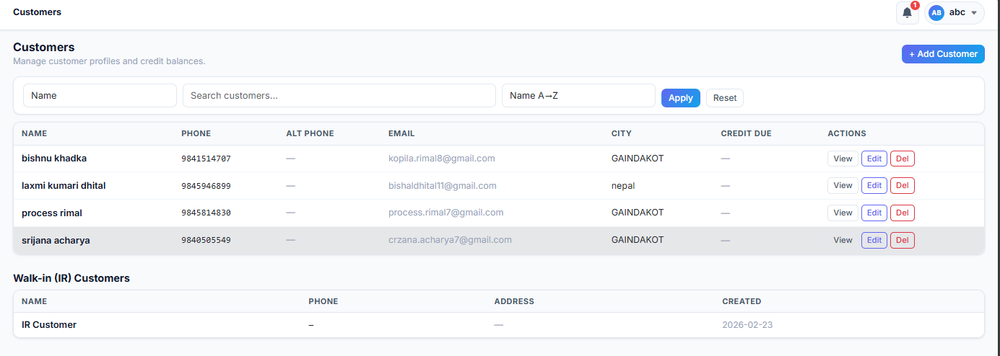 Customers
1
AB abc
Customers
Manage customer profiles and credit balances.
+ Add Customer
Name Search customers... Name A→Z Apply Reset
NAME PHONE ALT PHONE EMAIL CITY CREDIT DUE ACTIONS
bishnu khadka 9841514707 — kopila.rimal8@gmail.com GAINDAKOT — View Edit Del
laxmi kumari dhital 9845946899 — bishaldhital11@gmail.com nepal — View Edit Del
process rimal 9845814830 — process.rimal7@gmail.com GAINDAKOT — View Edit Del
srijana acharya 9840505549 — crzana.acharya7@gmail.com GAINDAKOT — View Edit Del
Walk-in (IR) Customers
NAME PHONE ADDRESS CREATED
IR Customer – — 2026-02-23